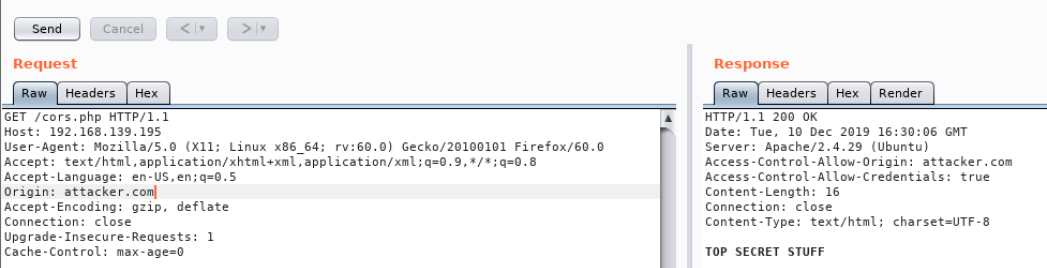 Send Cancel < | ▼ > | ▼
Request
Raw Headers Hex
GET /cors.php HTTP/1.1
Host: 192.168.139.195
User-Agent: Mozilla/5.0 (X11; Linux x86_64; rv:60.0) Gecko/20100101 Firefox/60.0
Accept: text/html,application/xhtml+xml,application/xml;q=0.9,*/*;q=0.8
Accept-Language: en-US,en;q=0.5
Origin: attacker.com
Accept-Encoding: gzip, deflate
Connection: close
Upgrade-Insecure-Requests: 1
Cache-Control: max-age=0
Response
Raw Headers Hex Render
HTTP/1.1 200 OK
Date: Tue, 10 Dec 2019 16:30:06 GMT
Server: Apache/2.4.29 (Ubuntu)
Access-Control-Allow-Origin: attacker.com
Access-Control-Allow-Credentials: true
Content-Length: 16
Connection: close
Content-Type: text/html; charset=UTF-8
TOP SECRET STUFF